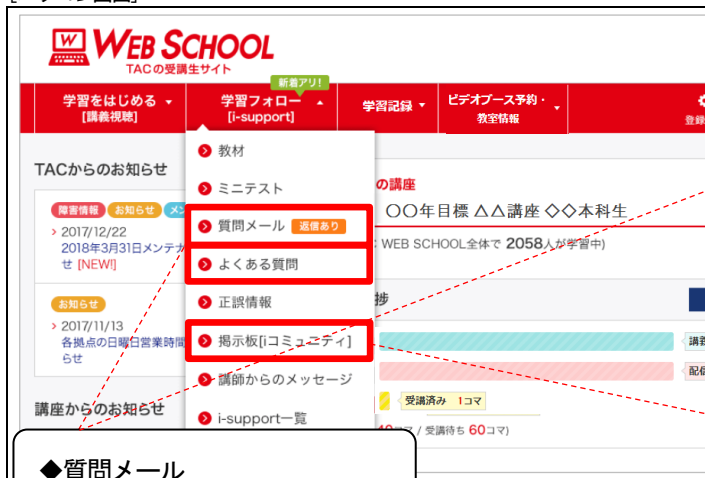 WEB SCHOOL
TACの受講生サイト
新着アリ!
学習をはじめる
[講義視聴]
学習フォロー
[i-support]
学習記録
ビデオブース予約・
教室情報
TACからのお知らせ
障害情報 お知らせ
2017/12/22
2018年3月31日メンテナ
せ [NEW!]
お知らせ
2017/11/13
各拠点の日曜日営業時間
らせ
講座からのお知らせ
教材
ミニテスト
質問メール 返信あり
よくある質問
正誤情報
掲示板[iコミュニティ]
講師からのメッセージ
i-support一覧
の講座
〇〇年目標 △△講座 ◇◇本科生
WEB SCHOOL全体で 2058人が学習中)
捗
講義
配信
受講済み 1コマ
コマ / 受講待ち 60コマ)
◆質問メール